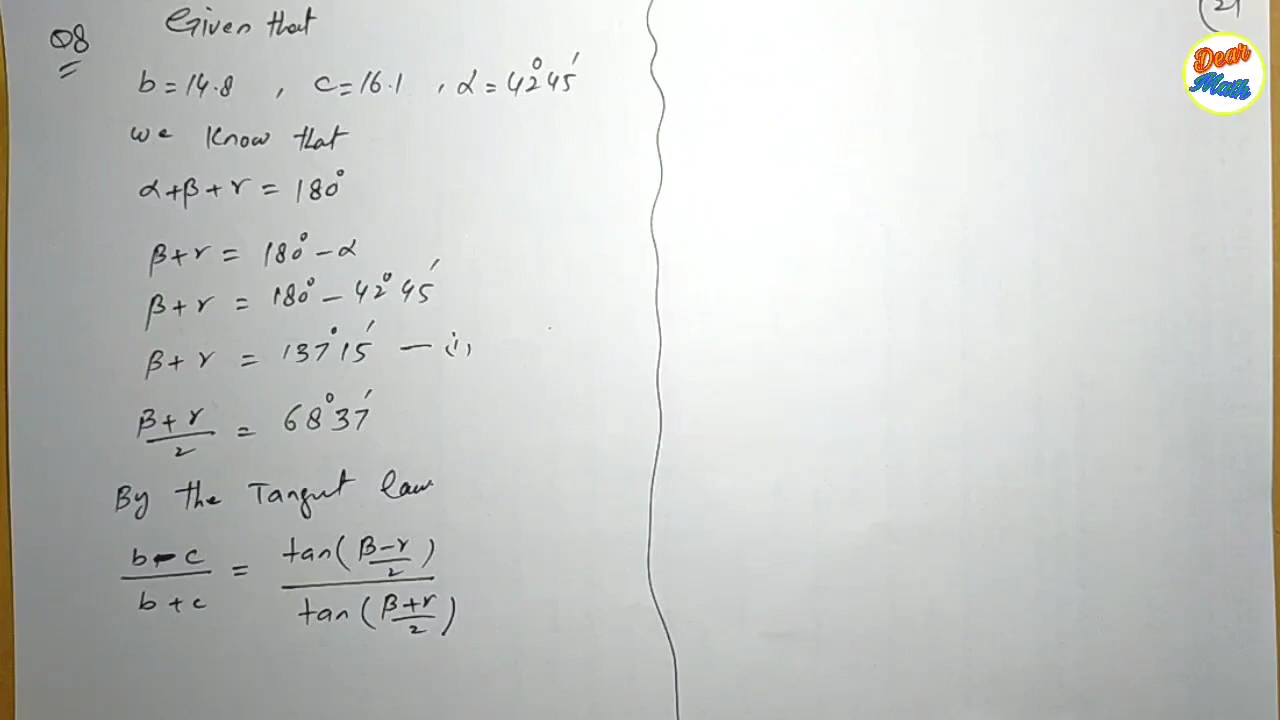 Q8
Given that
b = 14.8 , c = 16.1 , α = 42°45′
we know that
α + β + γ = 180°
β + γ = 180° - α
β + γ = 180° - 42°45′
β + γ = 137°15′ — (i)
(β + γ)/2 = 68°37′
By the Tangent law
(b - c)/(b + c) = tan((β - γ)/2)/tan((β + γ)/2)
Dear
Math